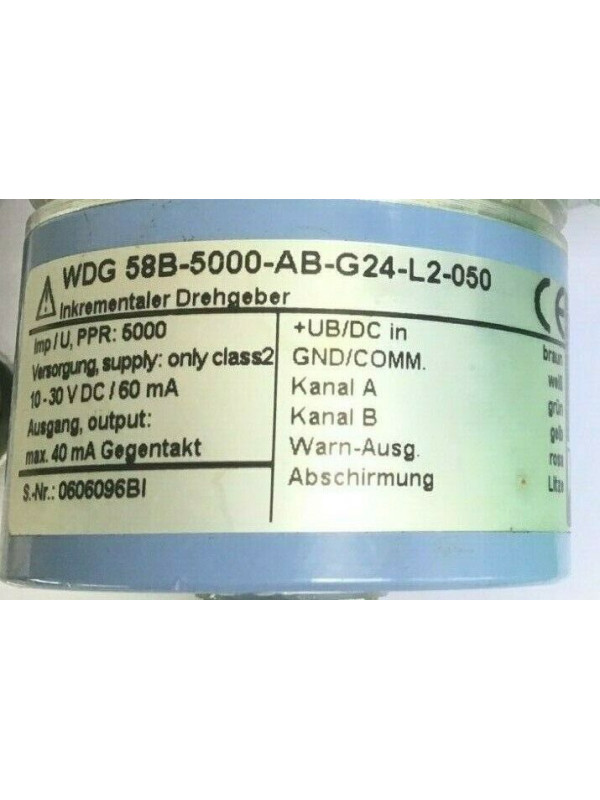 WDG 58B-5000-AB-G24-L2-050
Inkrementaler Drehgeber
CE
Imp / U, PPR: 5000
Versorgung, supply: only class2
10 - 30 V DC / 60 mA
Ausgang, output:
max. 40 mA Gegentakt
S.-Nr.: 0606096BI
+UB/DC in braun
GND/COMM. weiß
Kanal A grün
Kanal B gelb
Warn-Ausg. rosa
Abschirmung Litze